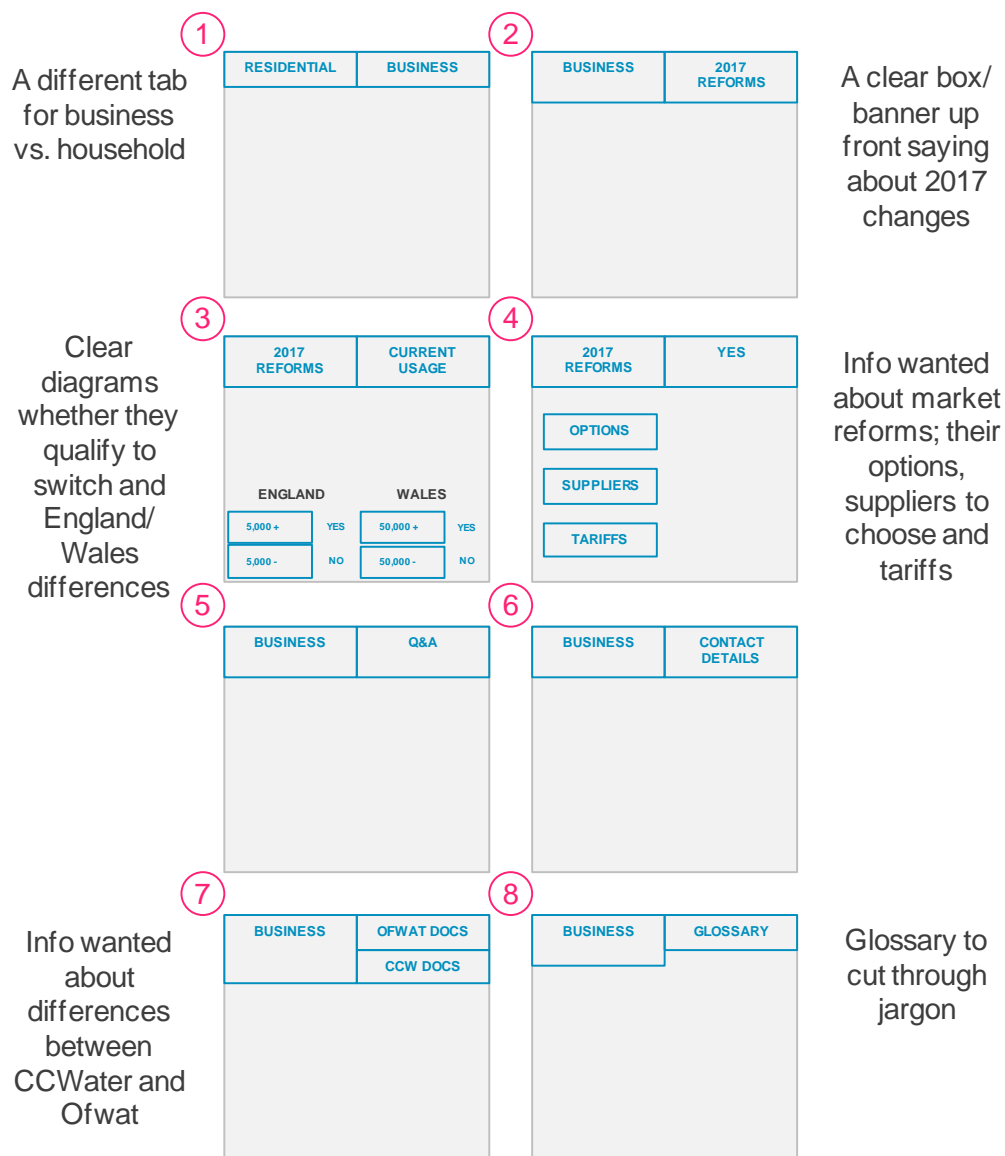 1
A different tab
for business
vs. household
RESIDENTIAL
BUSINESS
2
BUSINESS
2017
REFORMS
A clear box/
banner up
front saying
about 2017
changes
3
Clear
diagrams
whether they
qualify to
switch and
England/
Wales
differences
2017
REFORMS
CURRENT
USAGE
ENGLAND
WALES
5,000 +
YES
50,000 +
YES
5,000 -
NO
50,000 -
NO
4
2017
REFORMS
YES
OPTIONS
SUPPLIERS
TARIFFS
Info wanted
about market
reforms; their
options,
suppliers to
choose and
tariffs
5
BUSINESS
Q&A
6
BUSINESS
CONTACT
DETAILS
7
Info wanted
about
differences
between
CCWater and
Ofwat
BUSINESS
OFWAT DOCS
CCW DOCS
8
BUSINESS
GLOSSARY
Glossary to
cut through
jargon